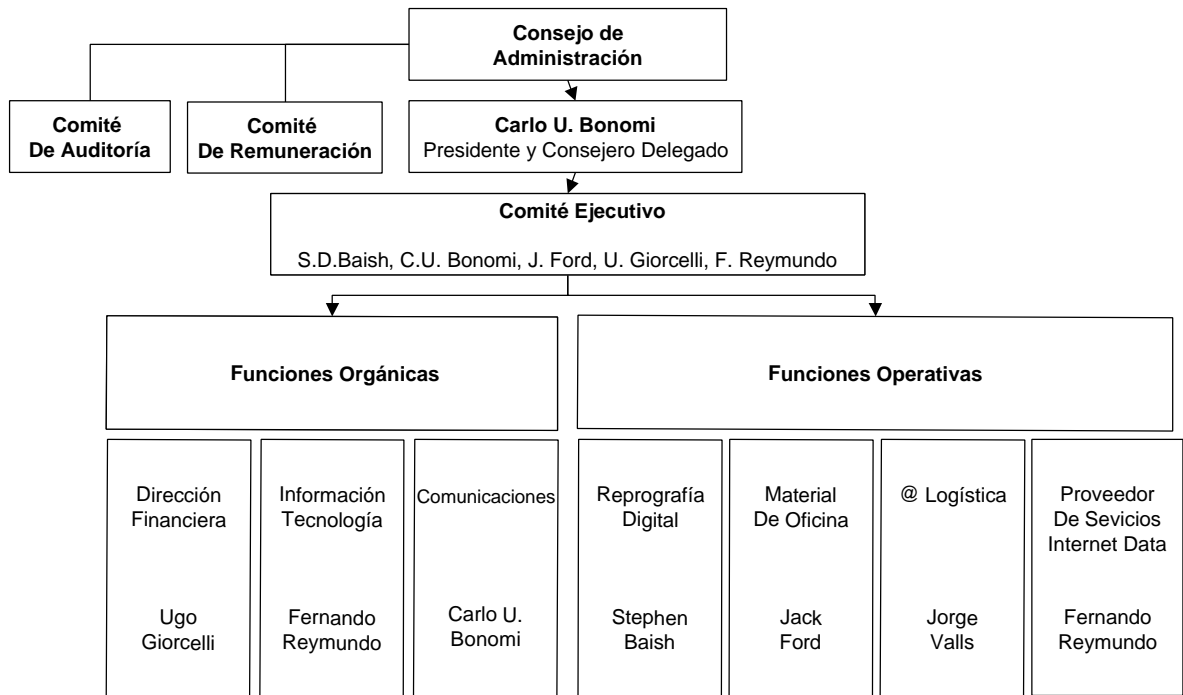 Consejo de
Administración
Comité
De Auditoría
Comité
De Remuneración
Carlo U. Bonomi
Presidente y Consejero Delegado
Comité Ejecutivo
S.D.Baish, C.U. Bonomi, J. Ford, U. Giorcelli, F. Reymundo
Funciones Orgánicas
Funciones Operativas
Dirección
Financiera
Ugo
Giorcelli
Información
Tecnología
Fernando
Reymundo
Comunicaciones
Carlo U.
Bonomi
Reprografía
Digital
Stephen
Baish
Material
De Oficina
Jack
Ford
@ Logística
Jorge
Valls
Proveedor
De Sevicios
Internet Data
Fernando
Reymundo